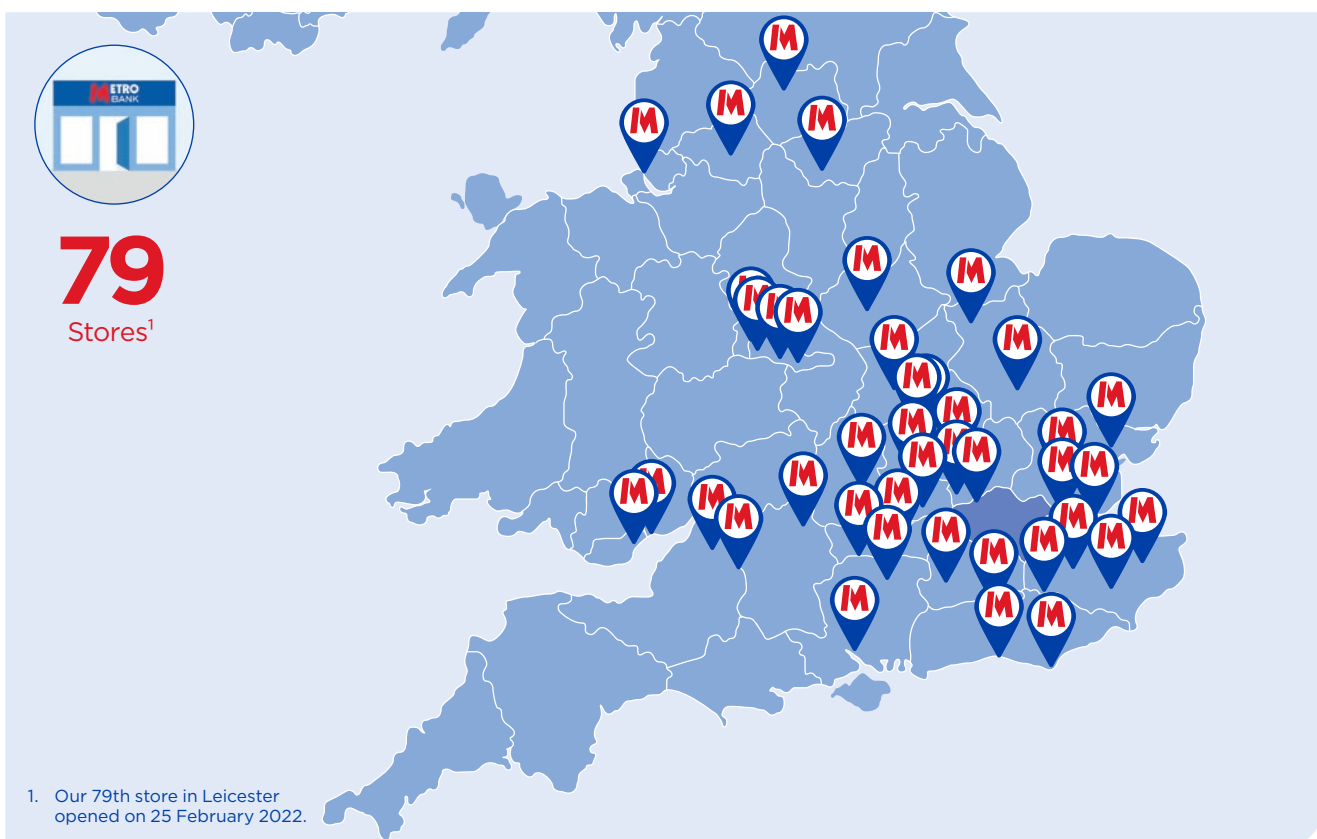 METRO
BANK
79
Stores¹
1. Our 79th store in Leicester
opened on 25 February 2022.